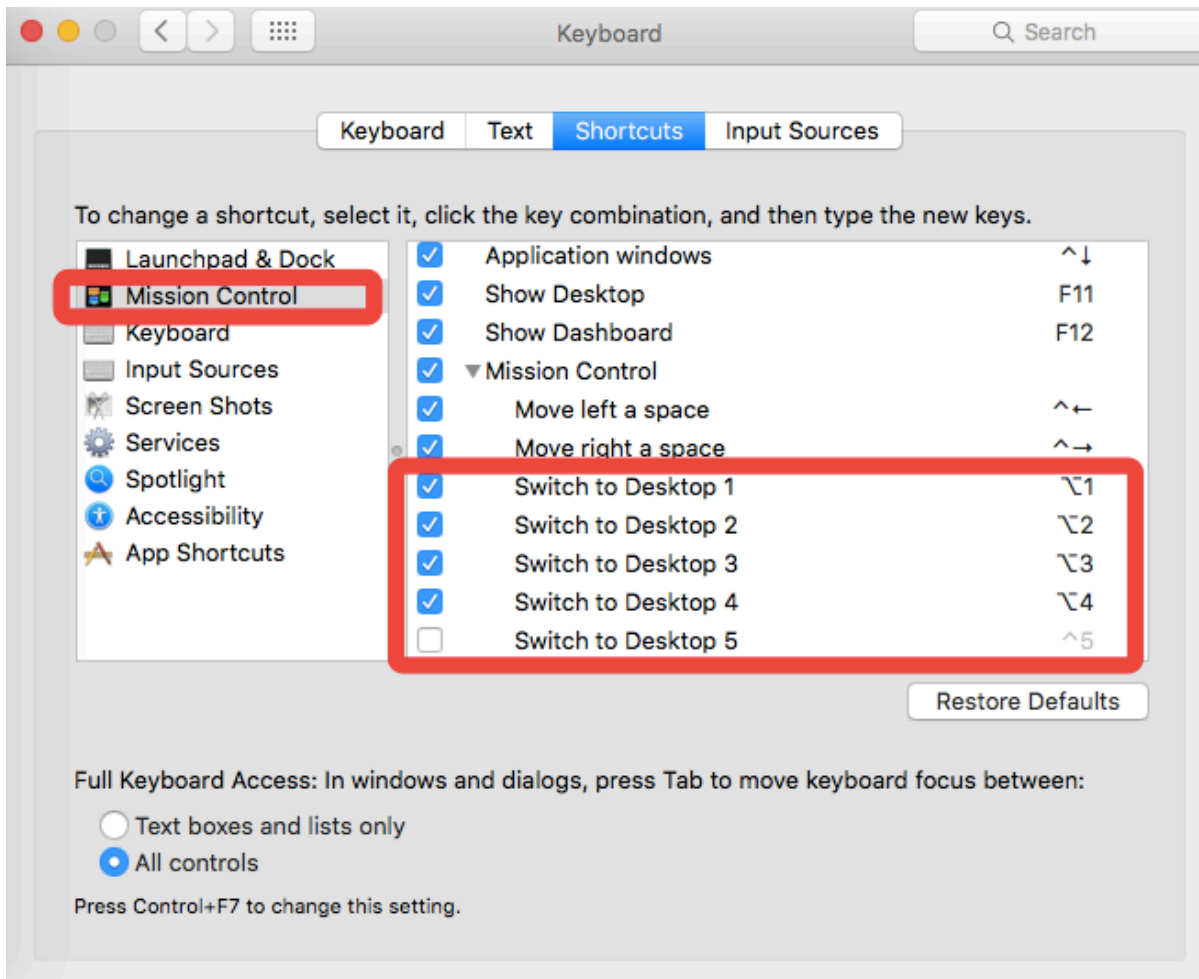 Keyboard
Search
Keyboard Text Shortcuts Input Sources
To change a shortcut, select it, click the key combination, and then type the new keys.
Launchpad & Dock
Mission Control
Keyboard
Input Sources
Screen Shots
Services
Spotlight
Accessibility
App Shortcuts
Application windows ^↓
Show Desktop F11
Show Dashboard F12
Mission Control
Move left a space ^←
Move right a space ^→
Switch to Desktop 1 ⌥1
Switch to Desktop 2 ⌥2
Switch to Desktop 3 ⌥3
Switch to Desktop 4 ⌥4
Switch to Desktop 5 ^5
Restore Defaults
Full Keyboard Access: In windows and dialogs, press Tab to move keyboard focus between:
Text boxes and lists only
All controls
Press Control+F7 to change this setting.